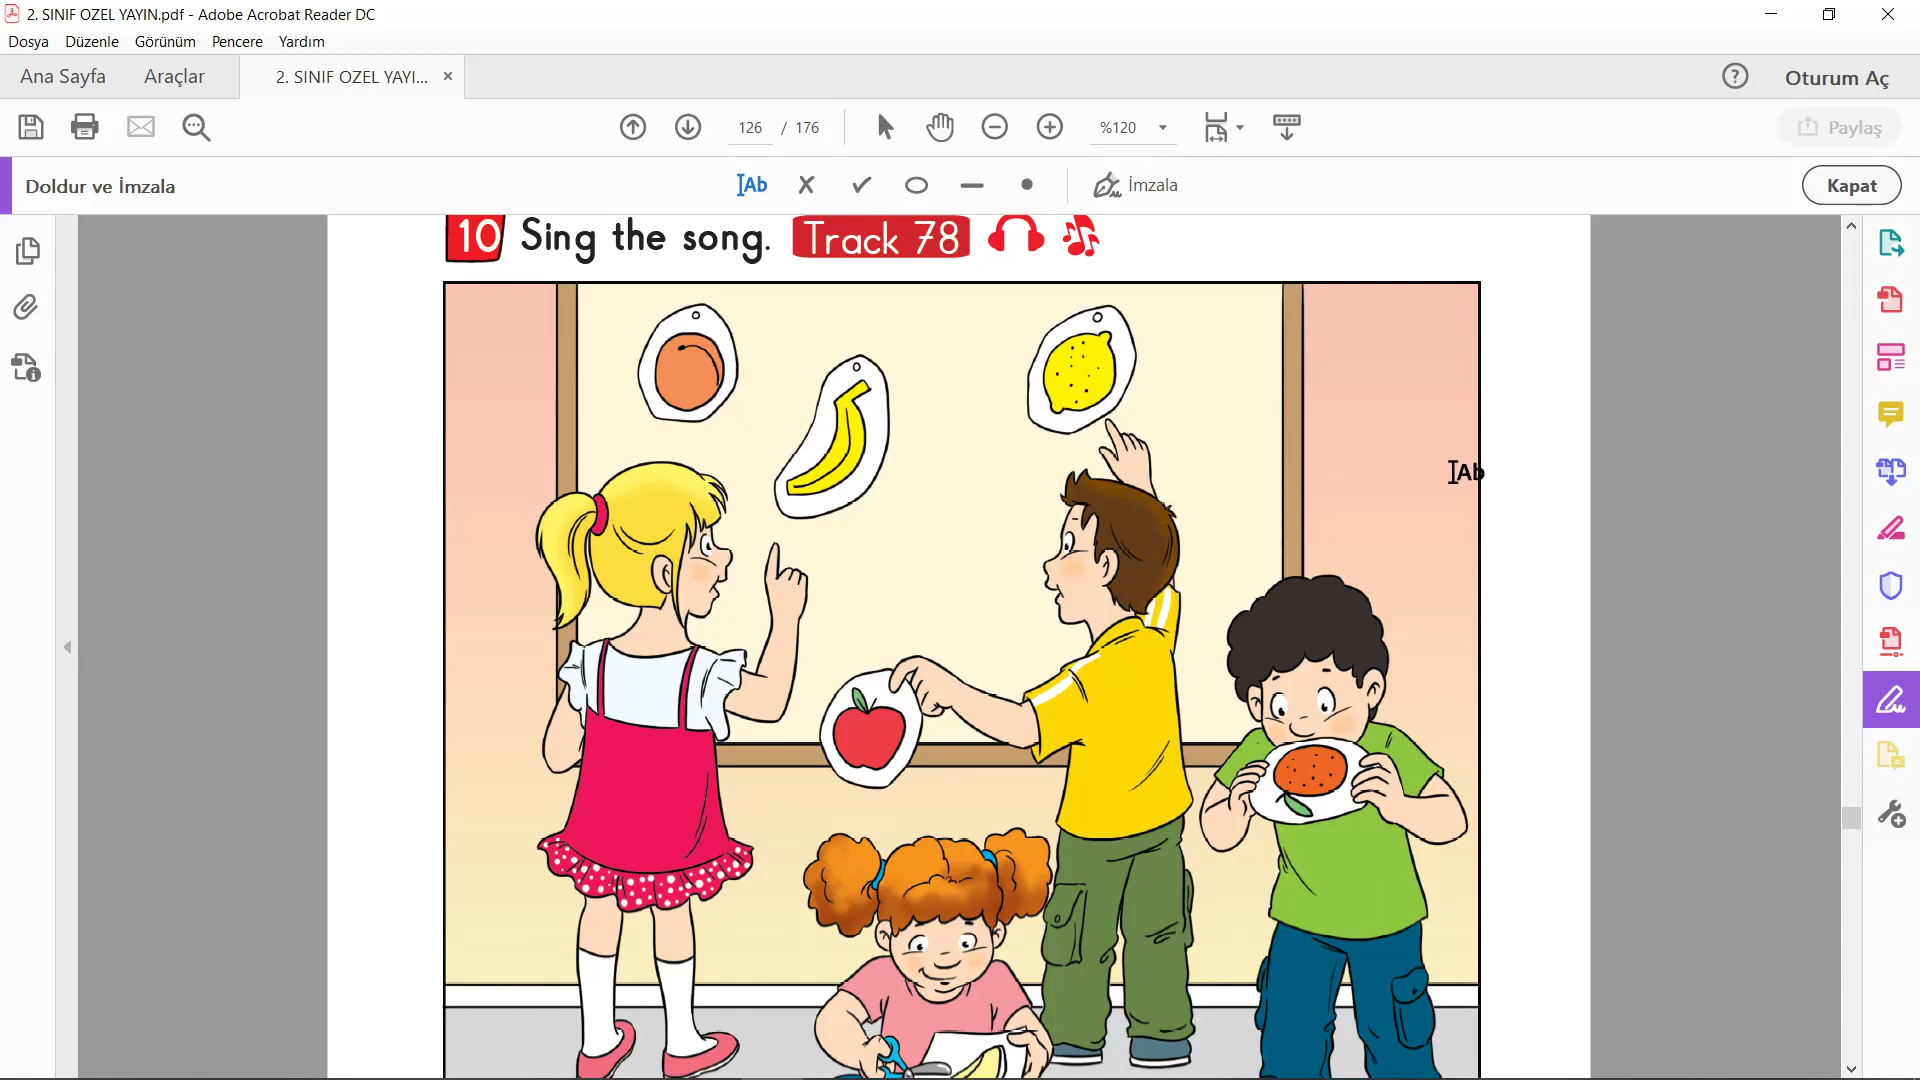 2. SINIF OZEL YAYIN.pdf - Adobe Acrobat Reader DC
Dosya Düzenle Görünüm Pencere Yardım
Ana Sayfa Araçlar 2. SINIF OZEL YAYI... Oturum Aç
126 / 176 %120 Paylaş
Doldur ve İmzala Ab İmzala Kapat
10 Sing the song. Track 78
Ab